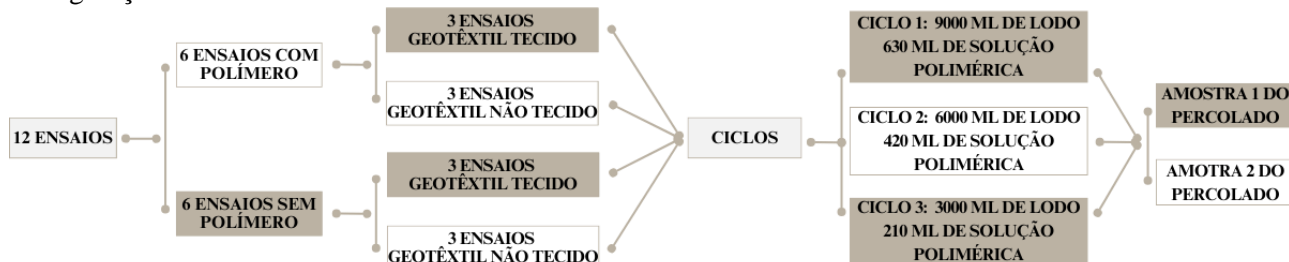 12 ENSAIOS
6 ENSAIOS COM
POLÍMERO
6 ENSAIOS SEM
POLÍMERO
3 ENSAIOS
GEOTÊXTIL TECIDO
3 ENSAIOS
GEOTÊXTIL NÃO TECIDO
3 ENSAIOS
GEOTÊXTIL TECIDO
3 ENSAIOS
GEOTÊXTIL NÃO TECIDO
CICLOS
CICLO 1: 9000 ML DE LODO
630 ML DE SOLUÇÃO
POLIMÉRICA
CICLO 2: 6000 ML DE LODO
420 ML DE SOLUÇÃO
POLIMÉRICA
CICLO 3: 3000 ML DE LODO
210 ML DE SOLUÇÃO
POLIMÉRICA
AMOSTRA 1 DO
PERCOLADO
AMOTRA 2 DO
PERCOLADO